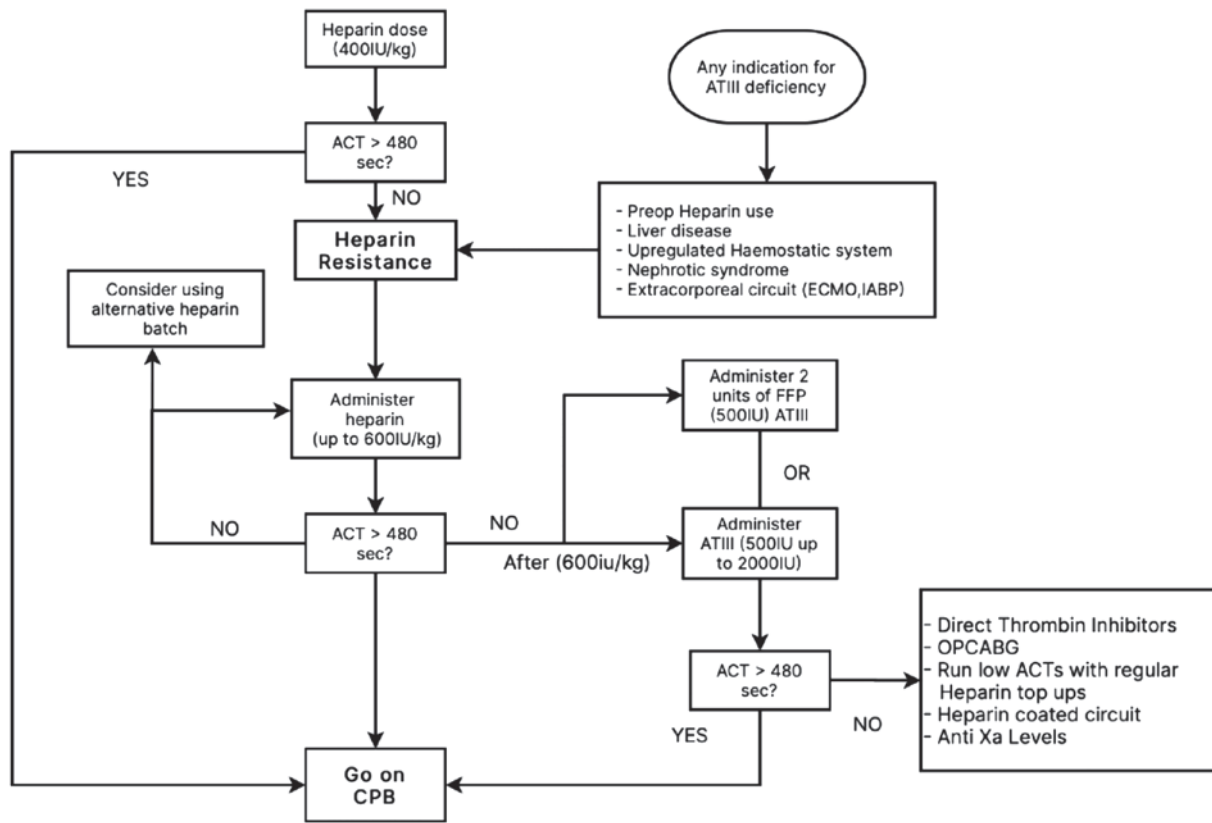 Heparin dose
(400IU/kg)
Any indication for
ATIII deficiency
ACT > 480
sec?
YES
NO
- Preop Heparin use
- Liver disease
- Upregulated Haemostatic system
- Nephrotic syndrome
- Extracorporeal circuit (ECMO,IABP)
Heparin
Resistance
Consider using
alternative heparin
batch
Administer
heparin
(up to 600IU/kg)
Administer 2
units of FFP
(500IU) ATIII
OR
NO
ACT > 480
sec?
NO
After (600iu/kg)
Administer
ATIII (500IU up
to 2000IU)
ACT > 480
sec?
YES
NO
- Direct Thrombin Inhibitors
- OPCABG
- Run low ACTs with regular
Heparin top ups
- Heparin coated circuit
- Anti Xa Levels
Go on
CPB